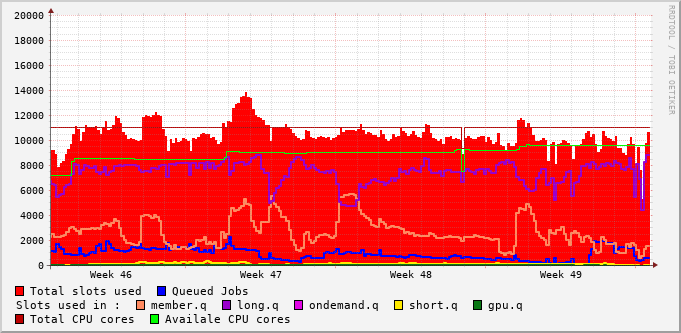 RRDTOOL / TOBI OETIKER
20000
18000
16000
14000
12000
10000
8000
6000
4000
2000
0
Week 46 Week 47 Week 48 Week 49
Total slots used Queued Jobs
Slots used in : member.q long.q ondemand.q short.q gpu.q
Total CPU cores Availale CPU cores